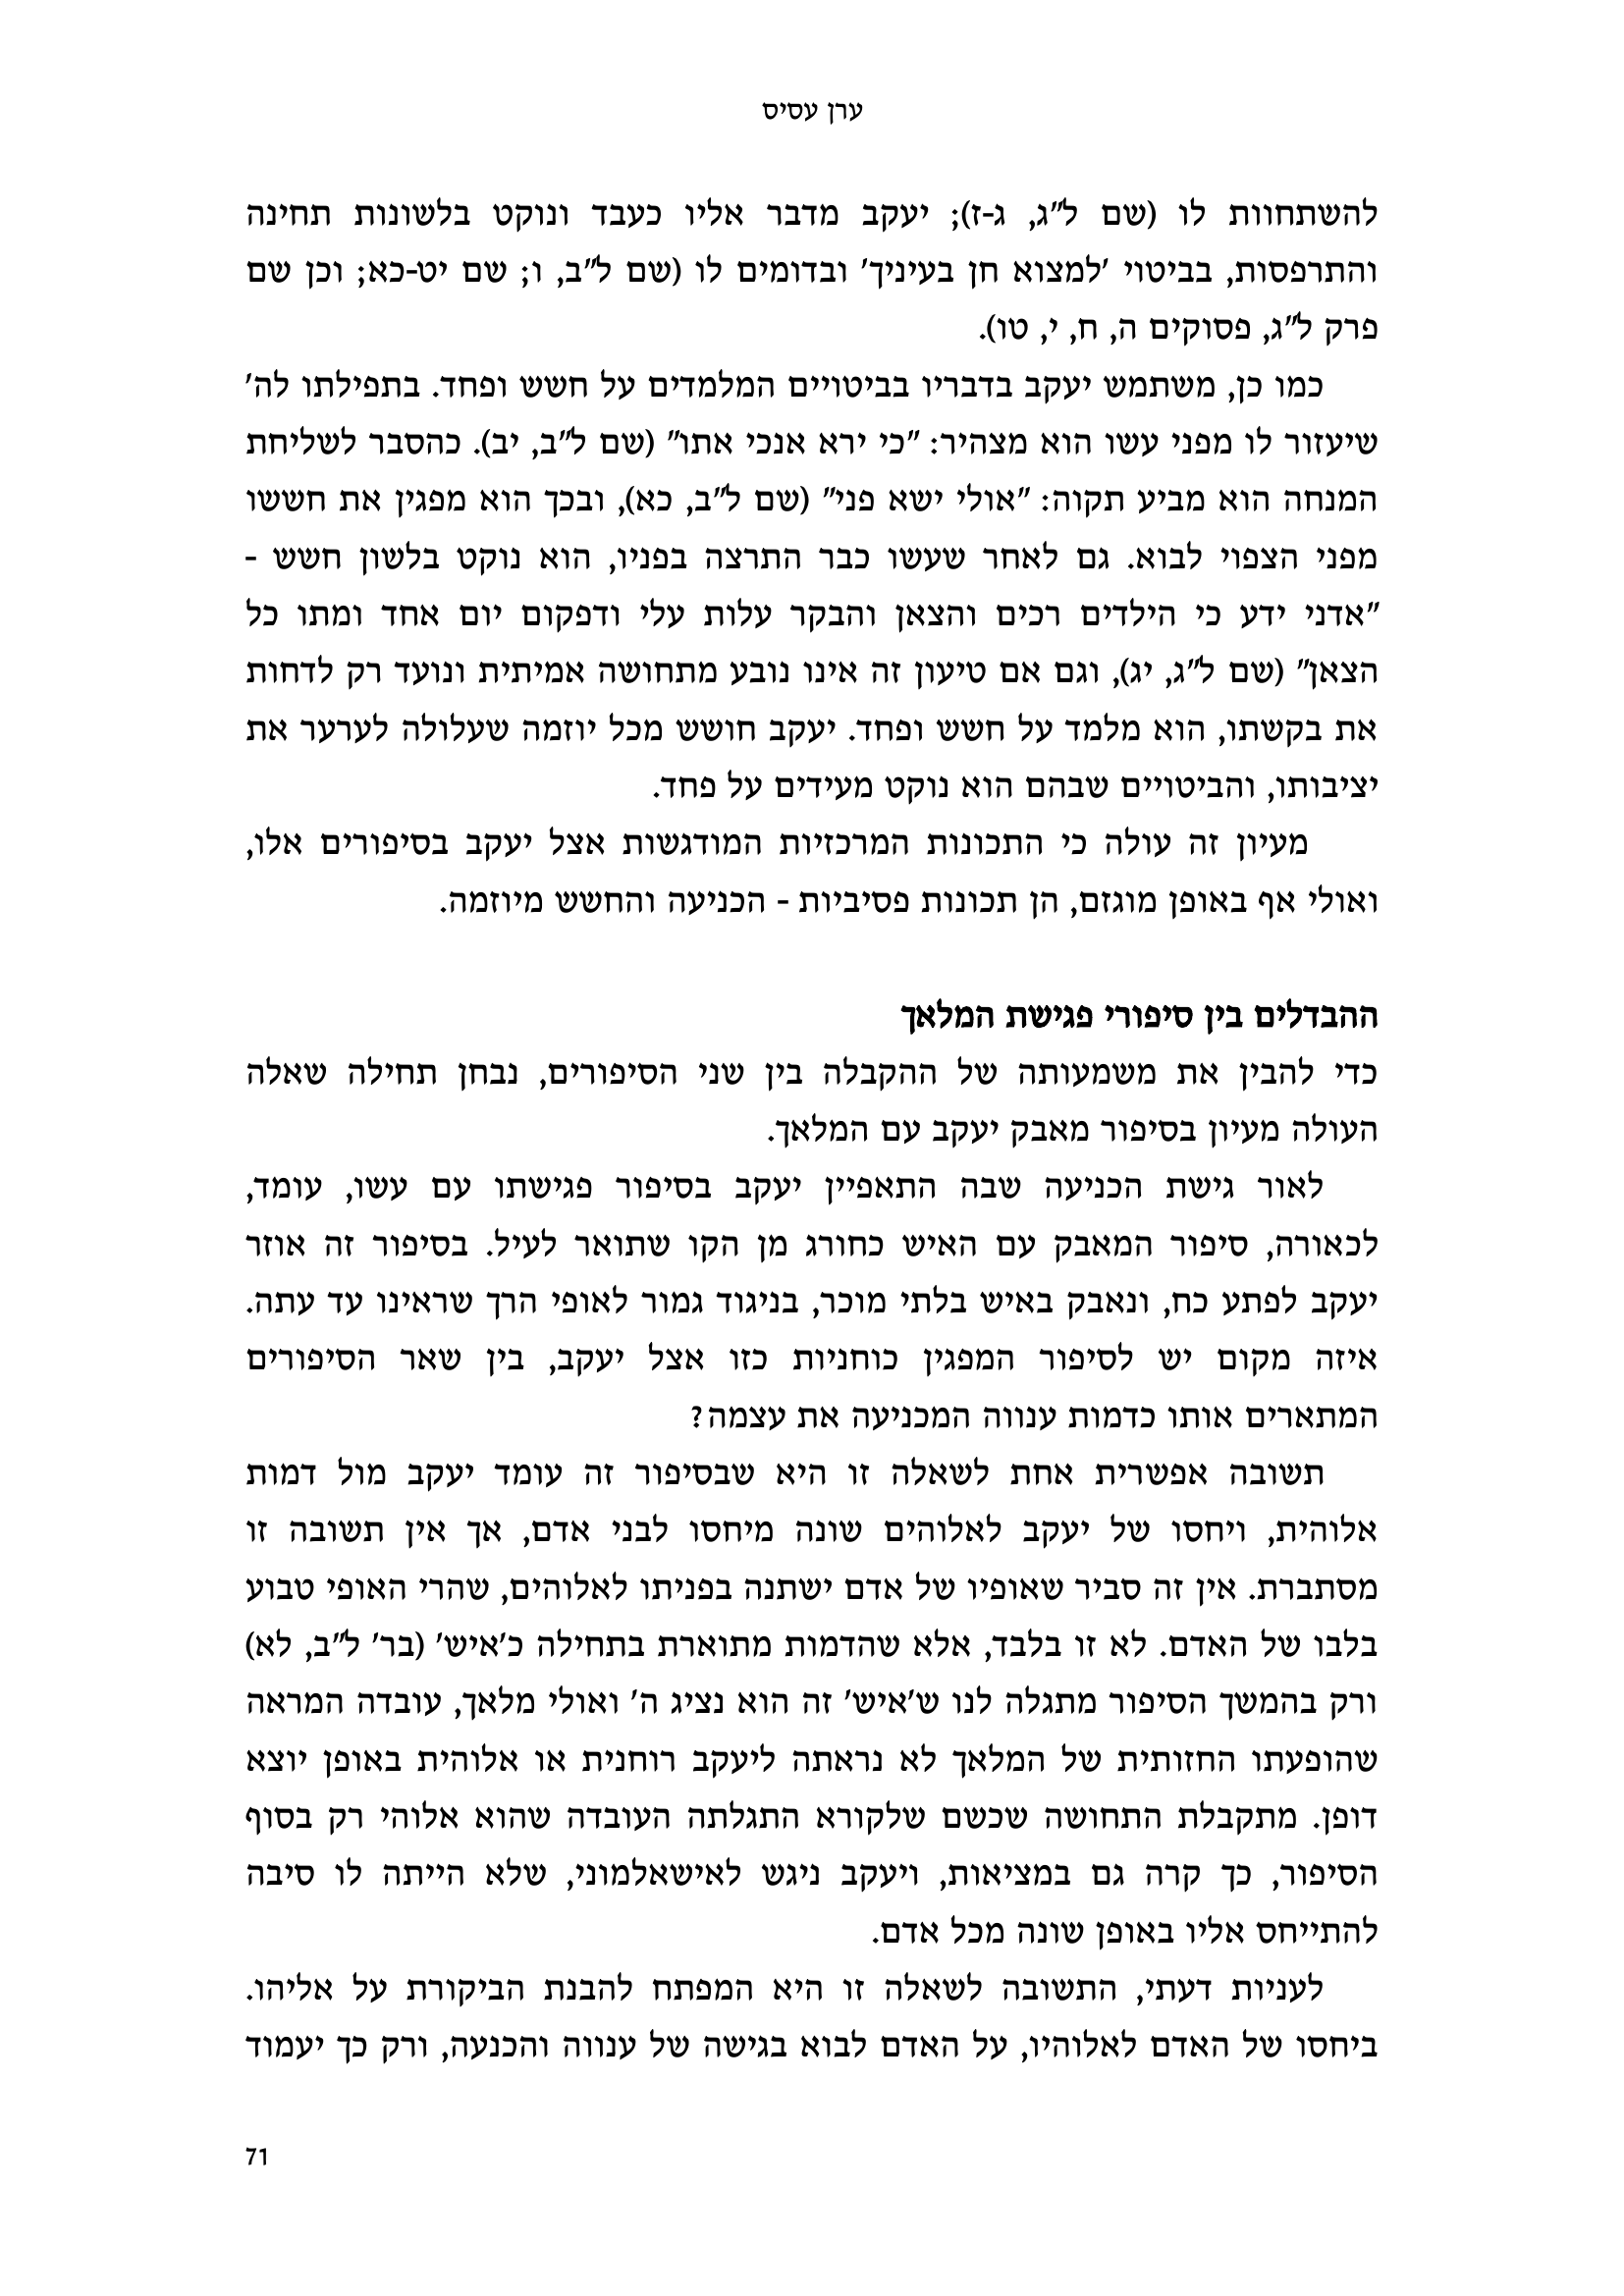 ערן עסיס
להשתחוות לו (שם ל"ג, ג-ז); יעקב מדבר אליו כעבד ונוקט בלשונות תחינה
והתרפסות, בביטוי 'למצוא חן בעיניך' ובדומים לו (שם ל"ב, ו; שם יט-כא; וכן שם
פרק ל"ג, פסוקים ה, ח, י, טו).
כמו כן, משתמש יעקב בדבריו בביטויים המלמדים על חשש ופחד. בתפילתו לה'
שיעזור לו מפני עשו הוא מצהיר: "כי ירא אנכי אתו" (שם ל"ב, יב). כהסבר לשליחת
המנחה הוא מביע תקוה: "אולי ישא פני" (שם ל"ב, כא), ובכך הוא מפגין את חששו
מפני הצפוי לבוא. גם לאחר שעשו כבר התרצה בפניו, הוא נוקט בלשון חשש -
"אדני ידע כי הילדים רכים והצאן והבקר עלות עלי ודפקום יום אחד ומתו כל
הצאן" (שם ל"ג, יג), וגם אם טיעון זה אינו נובע מתחושה אמיתית ונועד רק לדחות
את בקשתו, הוא מלמד על חשש ופחד. יעקב חושש מכל יוזמה שעלולה לערער את
יציבותו, והביטויים שבהם הוא נוקט מעידים על פחד.
מעיון זה עולה כי התכונות המרכזיות המודגשות אצל יעקב בסיפורים אלו,
ואולי אף באופן מוגזם, הן תכונות פסיביות - הכניעה והחשש מיוזמה.
ההבדלים בין סיפורי פגישת המלאך
כדי להבין את משמעותה של ההקבלה בין שני הסיפורים, נבחן תחילה שאלה
העולה מעיון בסיפור מאבק יעקב עם המלאך.
לאור גישת הכניעה שבה התאפיין יעקב בסיפור פגישתו עם עשו, עומד,
לכאורה, סיפור המאבק עם האיש כחורג מן הקו שתואר לעיל. בסיפור זה אוזר
יעקב לפתע כח, ונאבק באיש בלתי מוכר, בניגוד גמור לאופי הרך שראינו עד עתה.
איזה מקום יש לסיפור המפגין כוחניות כזו אצל יעקב, בין שאר הסיפורים
המתארים אותו כדמות ענווה המכניעה את עצמה?
תשובה אפשרית אחת לשאלה זו היא שבסיפור זה עומד יעקב מול דמות
אלוהית, ויחסו של יעקב לאלוהים שונה מיחסו לבני אדם, אך אין תשובה זו
מסתברת. אין זה סביר שאופיו של אדם ישתנה בפניתו לאלוהים, שהרי האופי טבוע
בלבו של האדם. לא זו בלבד, אלא שהדמות מתוארת בתחילה כ'איש' (בר' ל"ב, לא)
ורק בהמשך הסיפור מתגלה לנו ש'איש' זה הוא נציג ה' ואולי מלאך, עובדה המראה
שהופעתו החזותית של המלאך לא נראתה ליעקב רוחנית או אלוהית באופן יוצא
דופן. מתקבלת התחושה שכשם שלקורא התגלתה העובדה שהוא אלוהי רק בסוף
הסיפור, כך קרה גם במציאות, ויעקב ניגש לאישאלמוני, שלא הייתה לו סיבה
להתייחס אליו באופן שונה מכל אדם.
לעניות דעתי, התשובה לשאלה זו היא המפתח להבנת הביקורת על אליהו.
ביחסו של האדם לאלוהיו, על האדם לבוא בגישה של ענווה והכנעה, ורק כך יעמוד
71